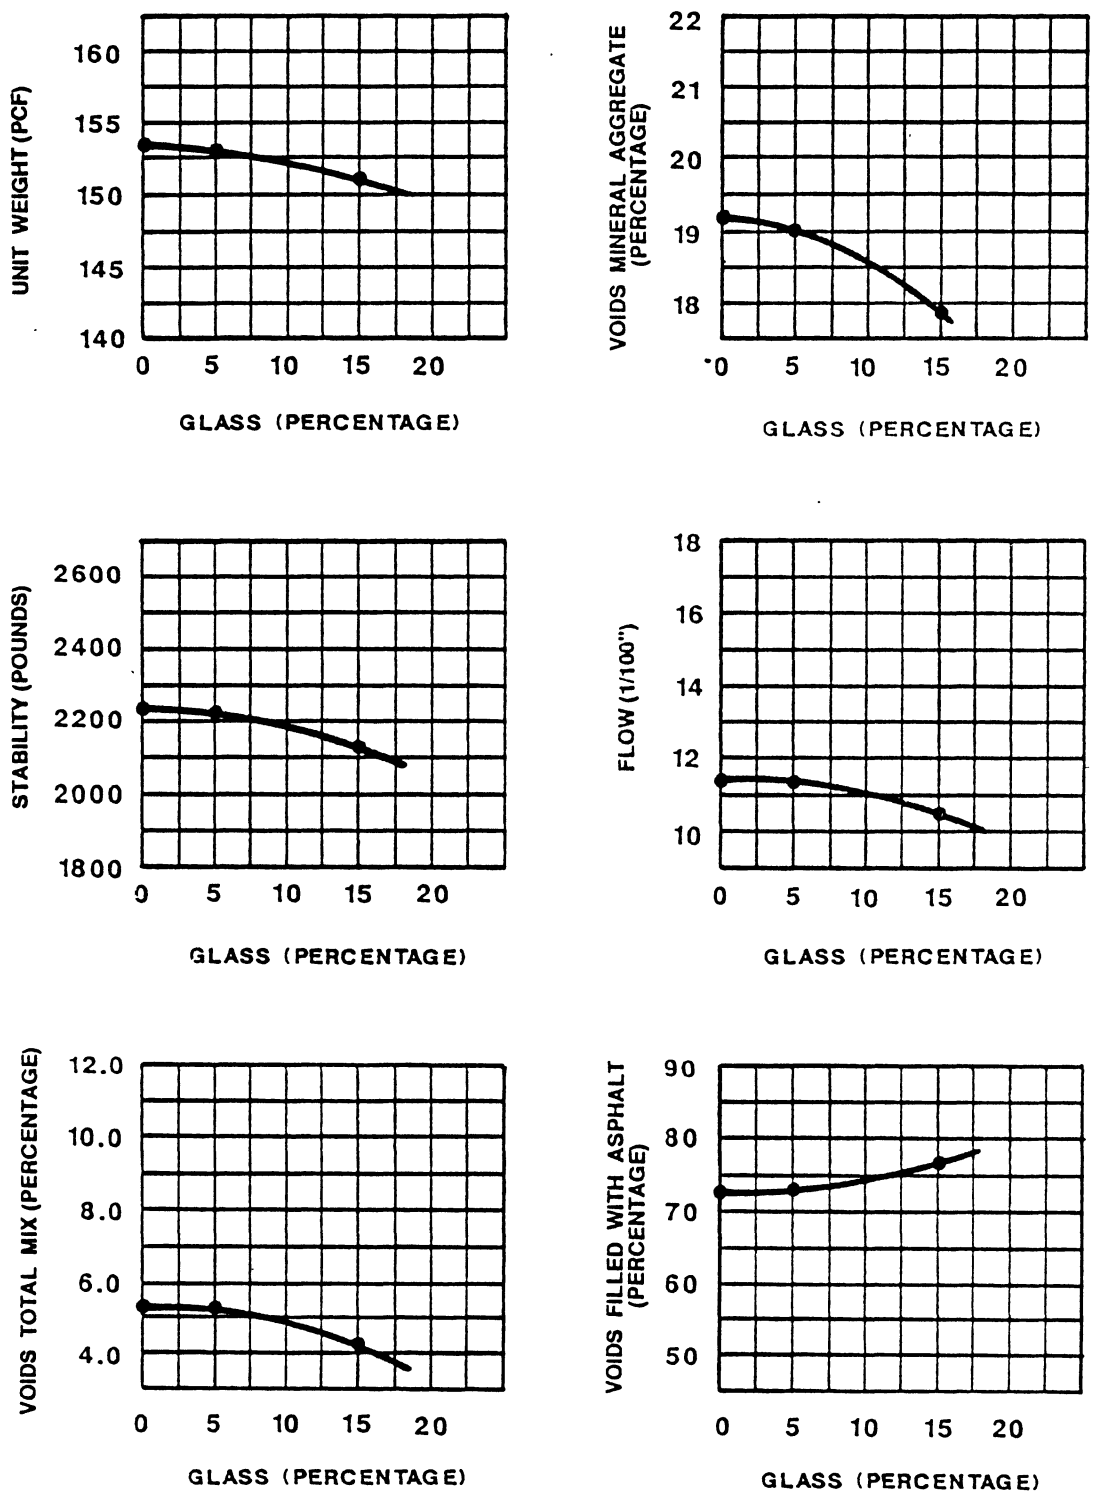 UNIT WEIGHT (PCF)
160
155
150
145
140
0 5 10 15 20
GLASS (PERCENTAGE)
VOIDS MINERAL AGGREGATE
(PERCENTAGE)
22
21
20
19
18
0 5 10 15 20
GLASS (PERCENTAGE)
STABILITY (POUNDS)
2600
2400
2200
2000
1800
0 5 10 15 20
GLASS (PERCENTAGE)
FLOW (1/100")
18
16
14
12
10
0 5 10 15 20
GLASS (PERCENTAGE)
VOIDS TOTAL MIX (PERCENTAGE)
12.0
10.0
8.0
6.0
4.0
0 5 10 15 20
GLASS (PERCENTAGE)
VOIDS FILLED WITH ASPHALT
(PERCENTAGE)
90
80
70
60
50
0 5 10 15 20
GLASS (PERCENTAGE)